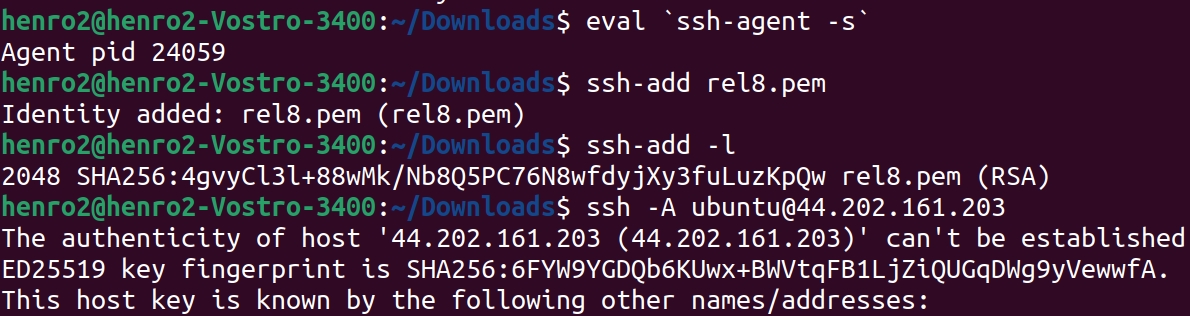 henro2@henro2-Vostro-3400:~/Downloads$ eval `ssh-agent -s`
Agent pid 24059
henro2@henro2-Vostro-3400:~/Downloads$ ssh-add rel8.pem
Identity added: rel8.pem (rel8.pem)
henro2@henro2-Vostro-3400:~/Downloads$ ssh-add -l
2048 SHA256:4gvyCl3l+88wMk/Nb8Q5PC76N8wfdyjXy3fuLuzKpQw rel8.pem (RSA)
henro2@henro2-Vostro-3400:~/Downloads$ ssh -A ubuntu@44.202.161.203
The authenticity of host '44.202.161.203 (44.202.161.203)' can't be established
ED25519 key fingerprint is SHA256:6FYW9YGDQb6KUwx+BWVtqFB1LjZiQUGqDWg9yVewwfA.
This host key is known by the following other names/addresses: